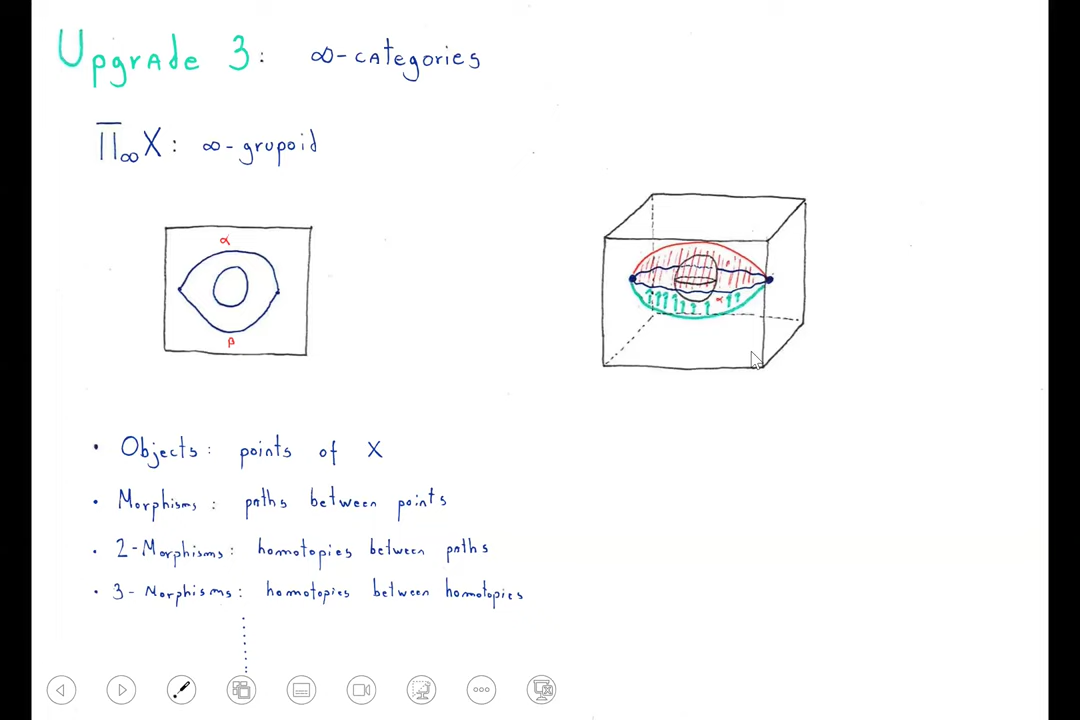 Upgrade 3: ∞-categories
Π∞X: ∞-grupoid
α
β
α
• Objects: points of X
• Morphisms: paths between points
• 2-Morphisms: homotopies between paths
• 3-Morphisms: homotopies between homotopies